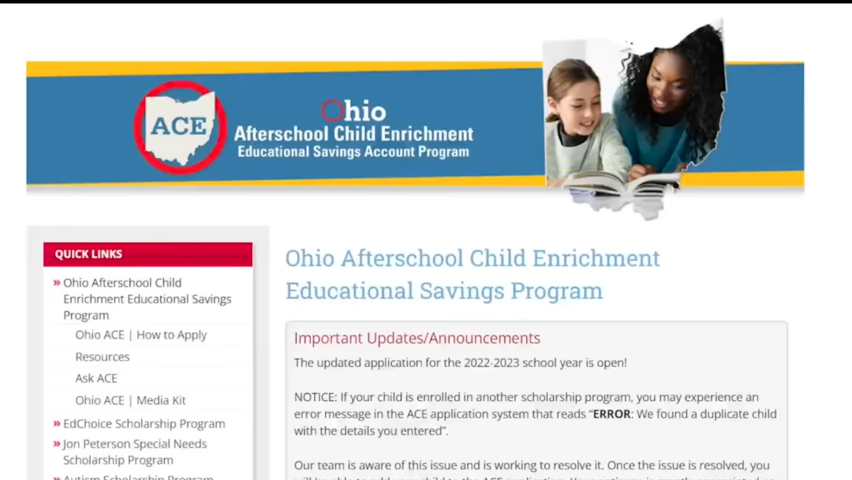 ACE
Ohio
Afterschool Child Enrichment
Educational Savings Account Program
QUICK LINKS
» Ohio Afterschool Child
Enrichment Educational Savings
Program
Ohio ACE | How to Apply
Resources
Ask ACE
Ohio ACE | Media Kit
» EdChoice Scholarship Program
» Jon Peterson Special Needs
Scholarship Program
» Autism Scholarship Program
Ohio Afterschool Child Enrichment
Educational Savings Program
Important Updates/Announcements
The updated application for the 2022-2023 school year is open!
NOTICE: If your child is enrolled in another scholarship program, you may experience an
error message in the ACE application system that reads “ERROR: We found a duplicate child
with the details you entered”.
Our team is aware of this issue and is working to resolve it. Once the issue is resolved, you